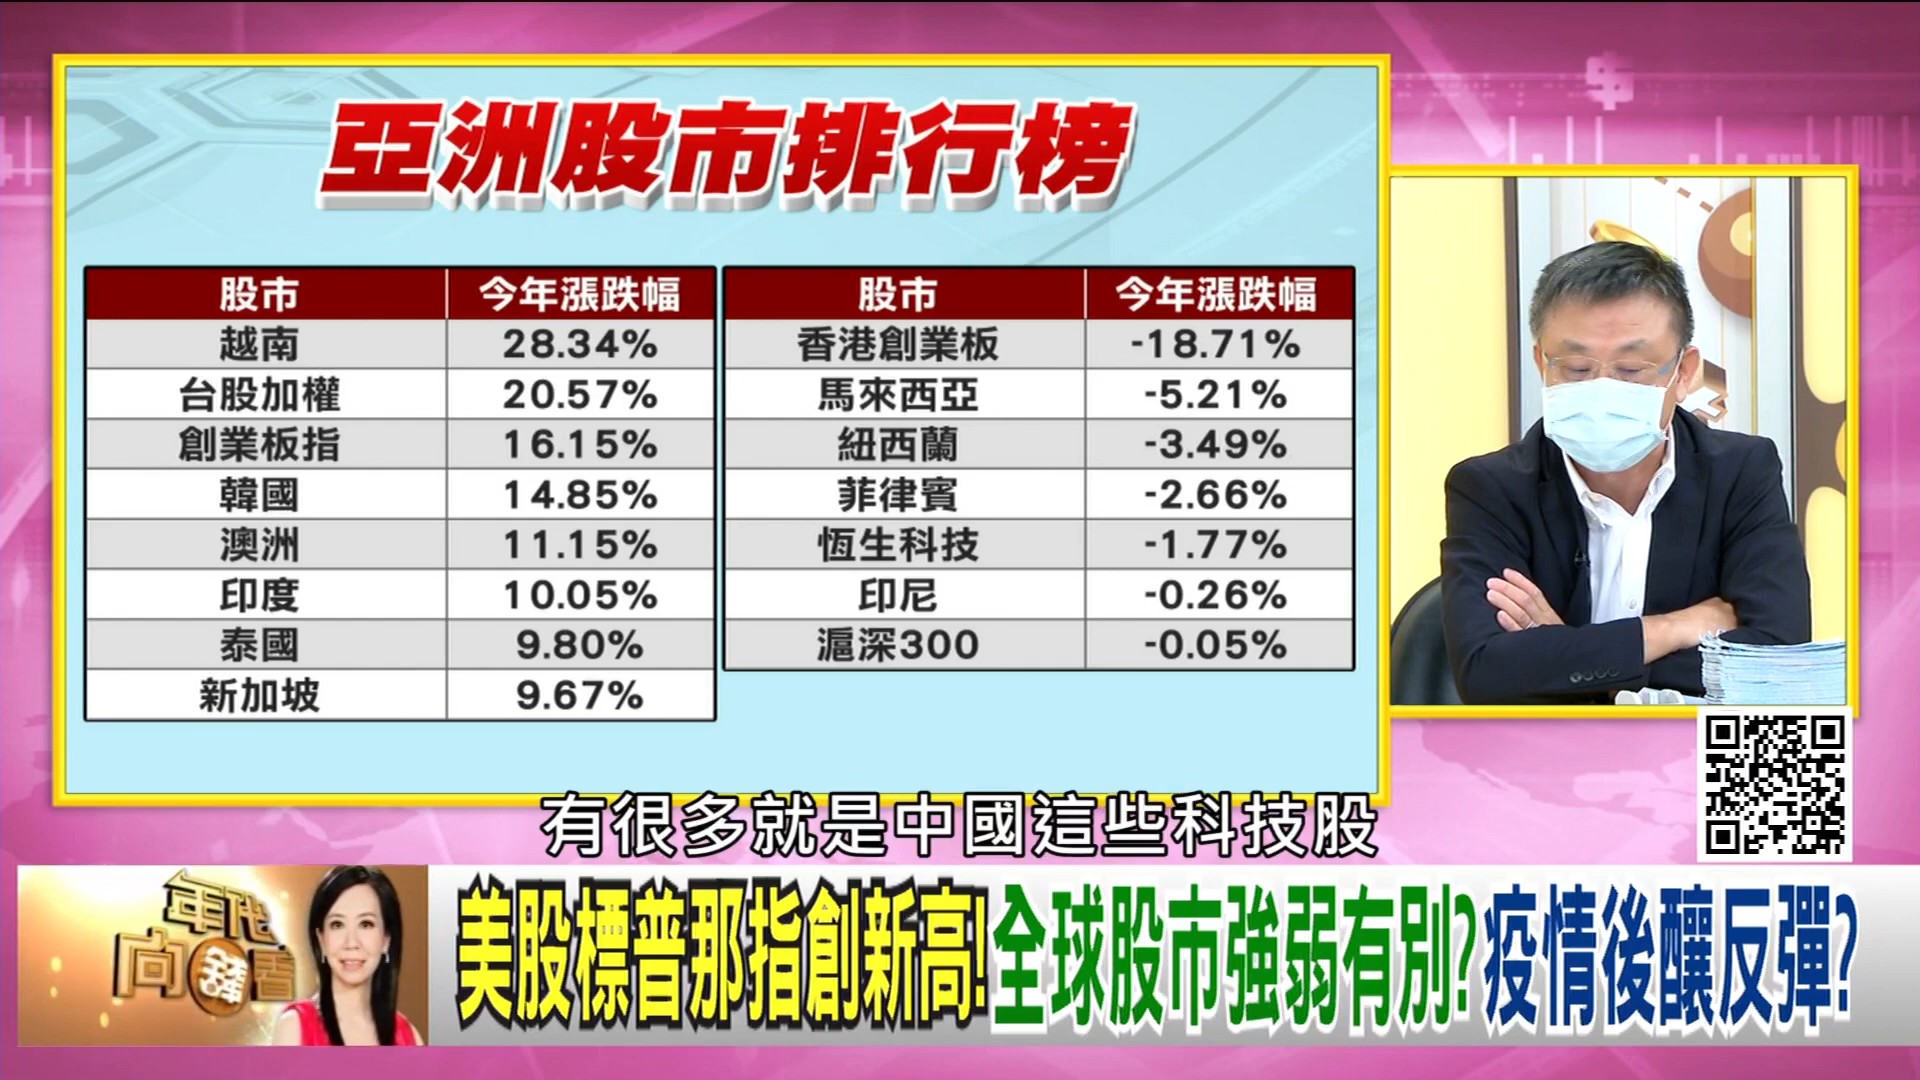 亞洲股市排行榜
股市 今年漲跌幅
越南 28.34%
台股加權 20.57%
創業板指 16.15%
韓國 14.85%
澳洲 11.15%
印度 10.05%
泰國 9.80%
新加坡 9.67%
股市 今年漲跌幅
香港創業板 -18.71%
馬來西亞 -5.21%
紐西蘭 -3.49%
菲律賓 -2.66%
恆生科技 -1.77%
印尼 -0.26%
滬深300 -0.05%
有很多就是中國這些科技股
年代
向錢看
美股標普那指創新高!全球股市強弱有別?疫情後釀反彈?